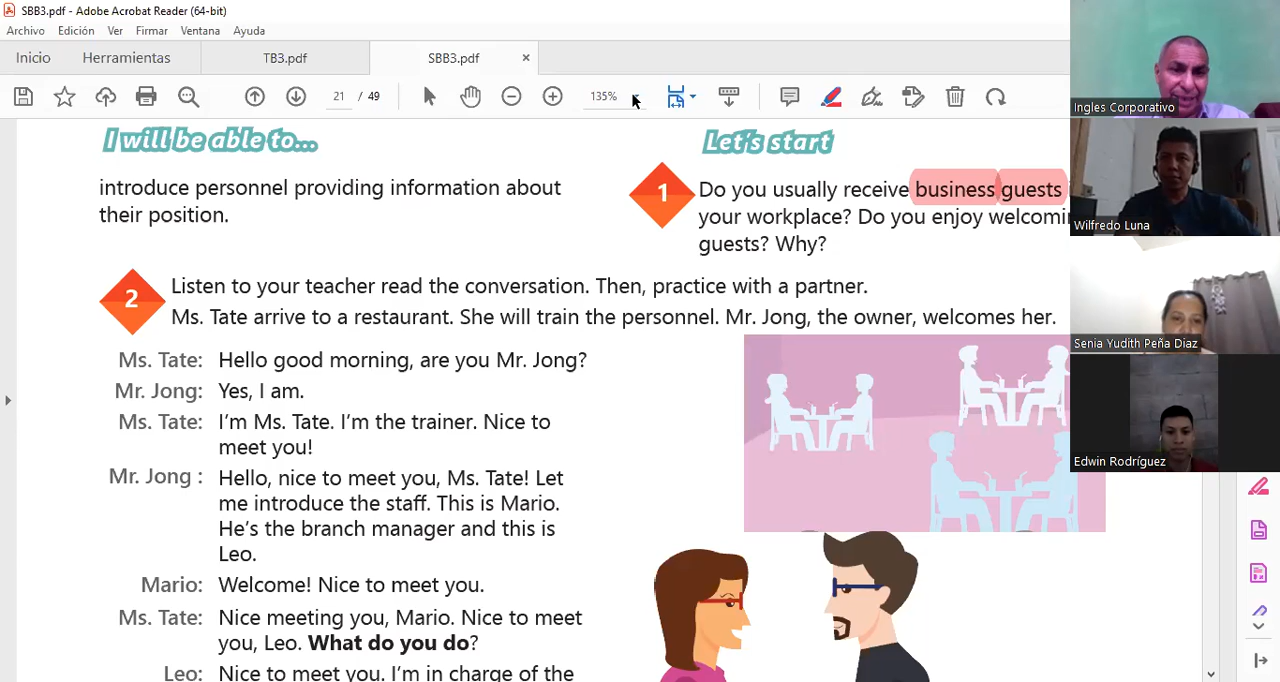 SBB3.pdf - Adobe Acrobat Reader (64-bit)
Archivo Edición Ver Firmar Ventana Ayuda
Inicio Herramientas TB3.pdf SBB3.pdf ×
21 / 49 135%
I will be able to...
introduce personnel providing information about
their position.
Let's start
1
Do you usually receive business guests
your workplace? Do you enjoy welcomi
guests? Why?
2
Listen to your teacher read the conversation. Then, practice with a partner.
Ms. Tate arrive to a restaurant. She will train the personnel. Mr. Jong, the owner, welcomes her.
Ms. Tate: Hello good morning, are you Mr. Jong?
Mr. Jong: Yes, I am.
Ms. Tate: I'm Ms. Tate. I'm the trainer. Nice to
meet you!
Mr. Jong : Hello, nice to meet you, Ms. Tate! Let
me introduce the staff. This is Mario.
He's the branch manager and this is
Leo.
Mario: Welcome! Nice to meet you.
Ms. Tate: Nice meeting you, Mario. Nice to meet
you, Leo. What do you do?
Leo: Nice to meet you. I'm in charge of the
Ingles Corporativo
Wilfredo Luna
Senia Yudith Peña Diaz
Edwin Rodríguez